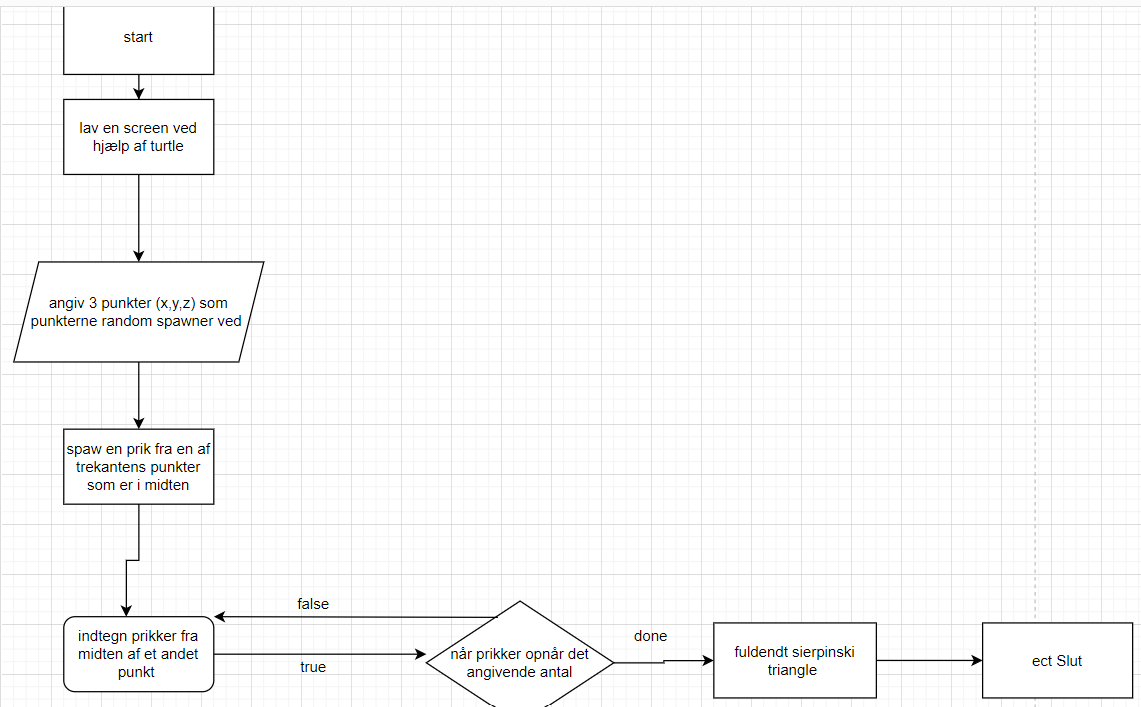 start
lav en screen ved
hjælp af turtle
angiv 3 punkter (x,y,z) som
punkterne random spawner ved
spaw en prik fra en af
trekantens punkter
som er i midten
false
indtegn prikker fra
midten af et andet
punkt
true
når prikker opnår det
angivende antal
done
fuldendt sierpinski
triangle
ect Slut